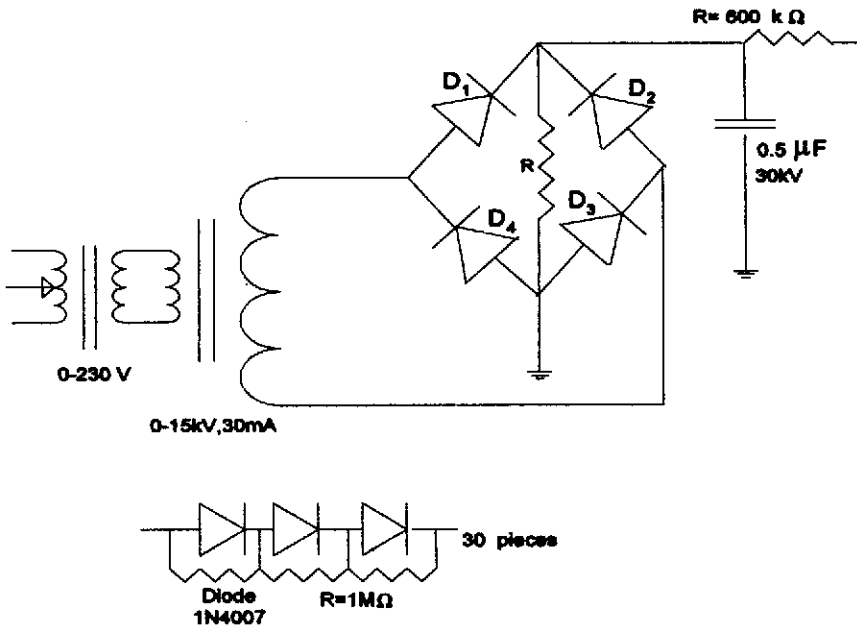 R= 600 k Ω
D1
D2
R
0.5 μF
30kV
D4
D3
0-230 V
0-15kV,30mA
30 pieces
Diode
1N4007
R=1MΩ